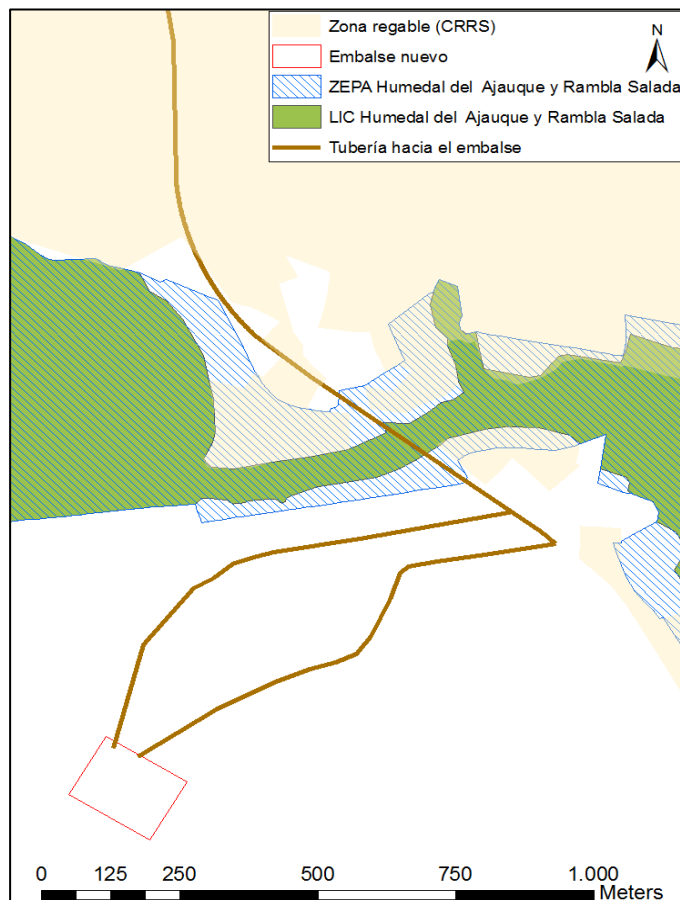 Zona regable (CRRS)
N
Embalse nuevo
ZEPA Humedal del Ajauque y Rambla Salada
LIC Humedal del Ajauque y Rambla Salada
Tubería hacia el embalse
0 125 250 500 750 1.000
Meters